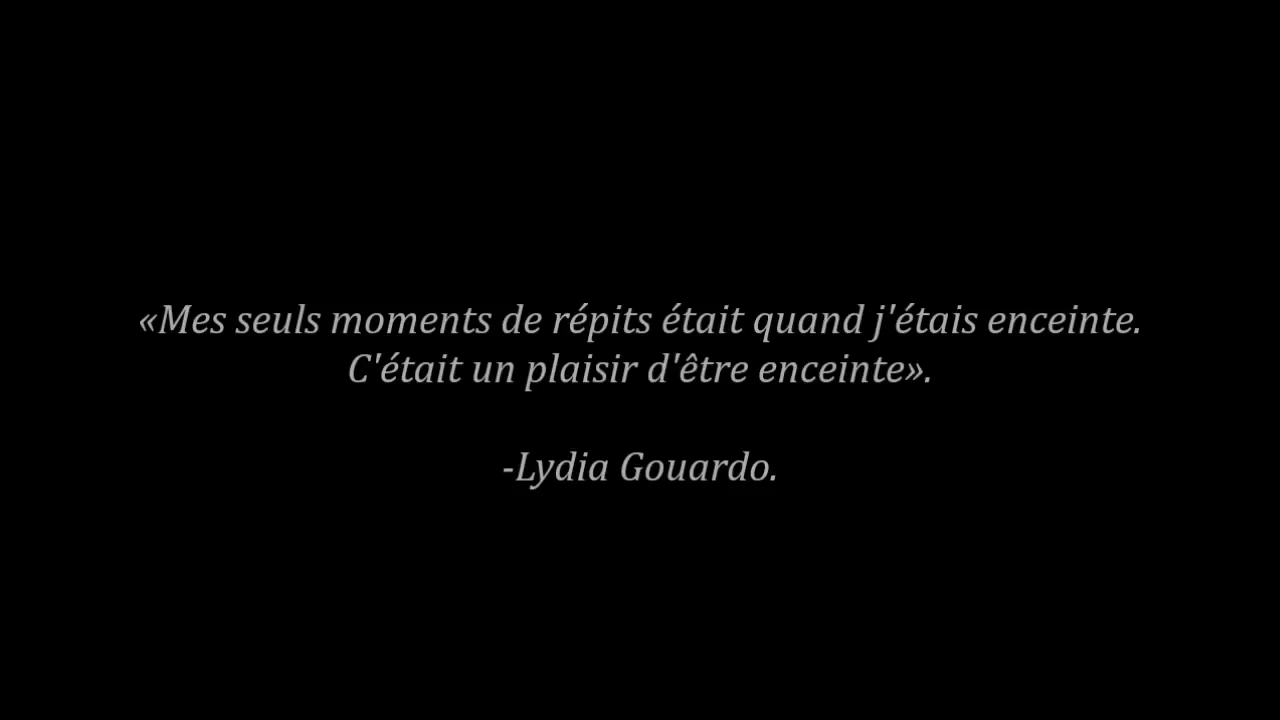 «Mes seuls moments de répits était quand j'étais enceinte.
C'était un plaisir d'être enceinte».
-Lydia Gouardo.